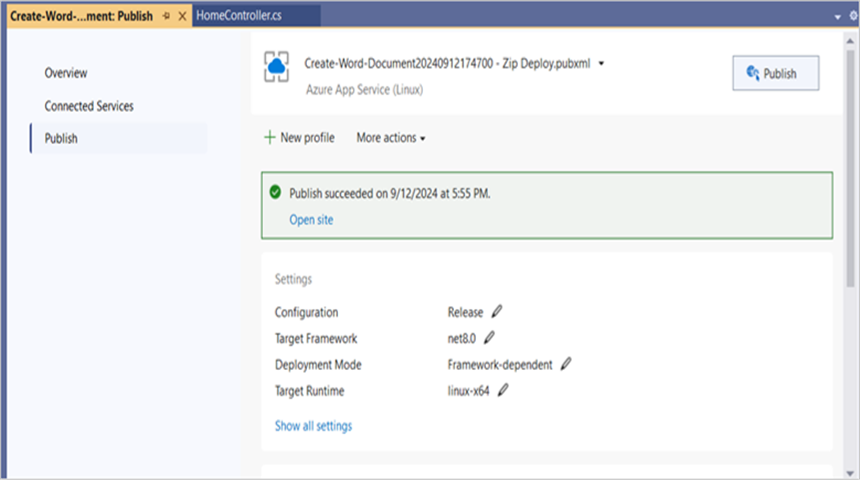 Create-Word-...ment: Publish HomeController.cs
Overview
Connected Services
Publish
Create-Word-Document20240912174700 - Zip Deploy.pubxml
Azure App Service (Linux)
Publish
New profile More actions
Publish succeeded on 9/12/2024 at 5:55 PM.
Open site
Settings
Configuration Release
Target Framework net8.0
Deployment Mode Framework-dependent
Target Runtime linux-x64
Show all settings